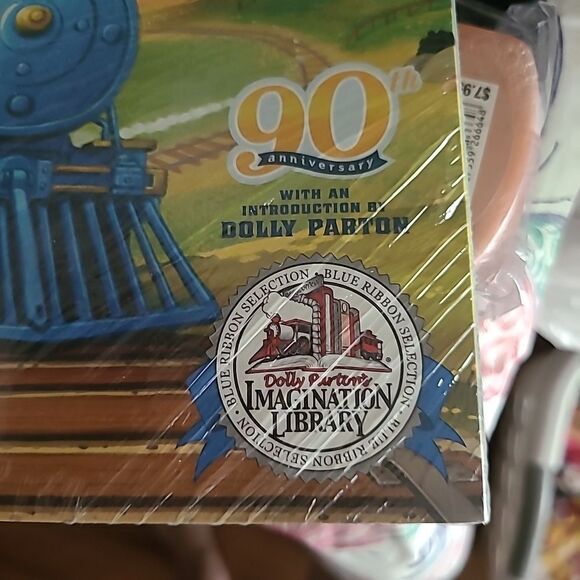 90th
anniversary
WITH AN
INTRODUCTION BY
DOLLY PARTON
BLUE RIBBON SELECTION · BLUE RIBBON SELECTION · BLUE RIBBON SELECTION ·
Dolly Parton's
IMAGINATION
LIBRARY